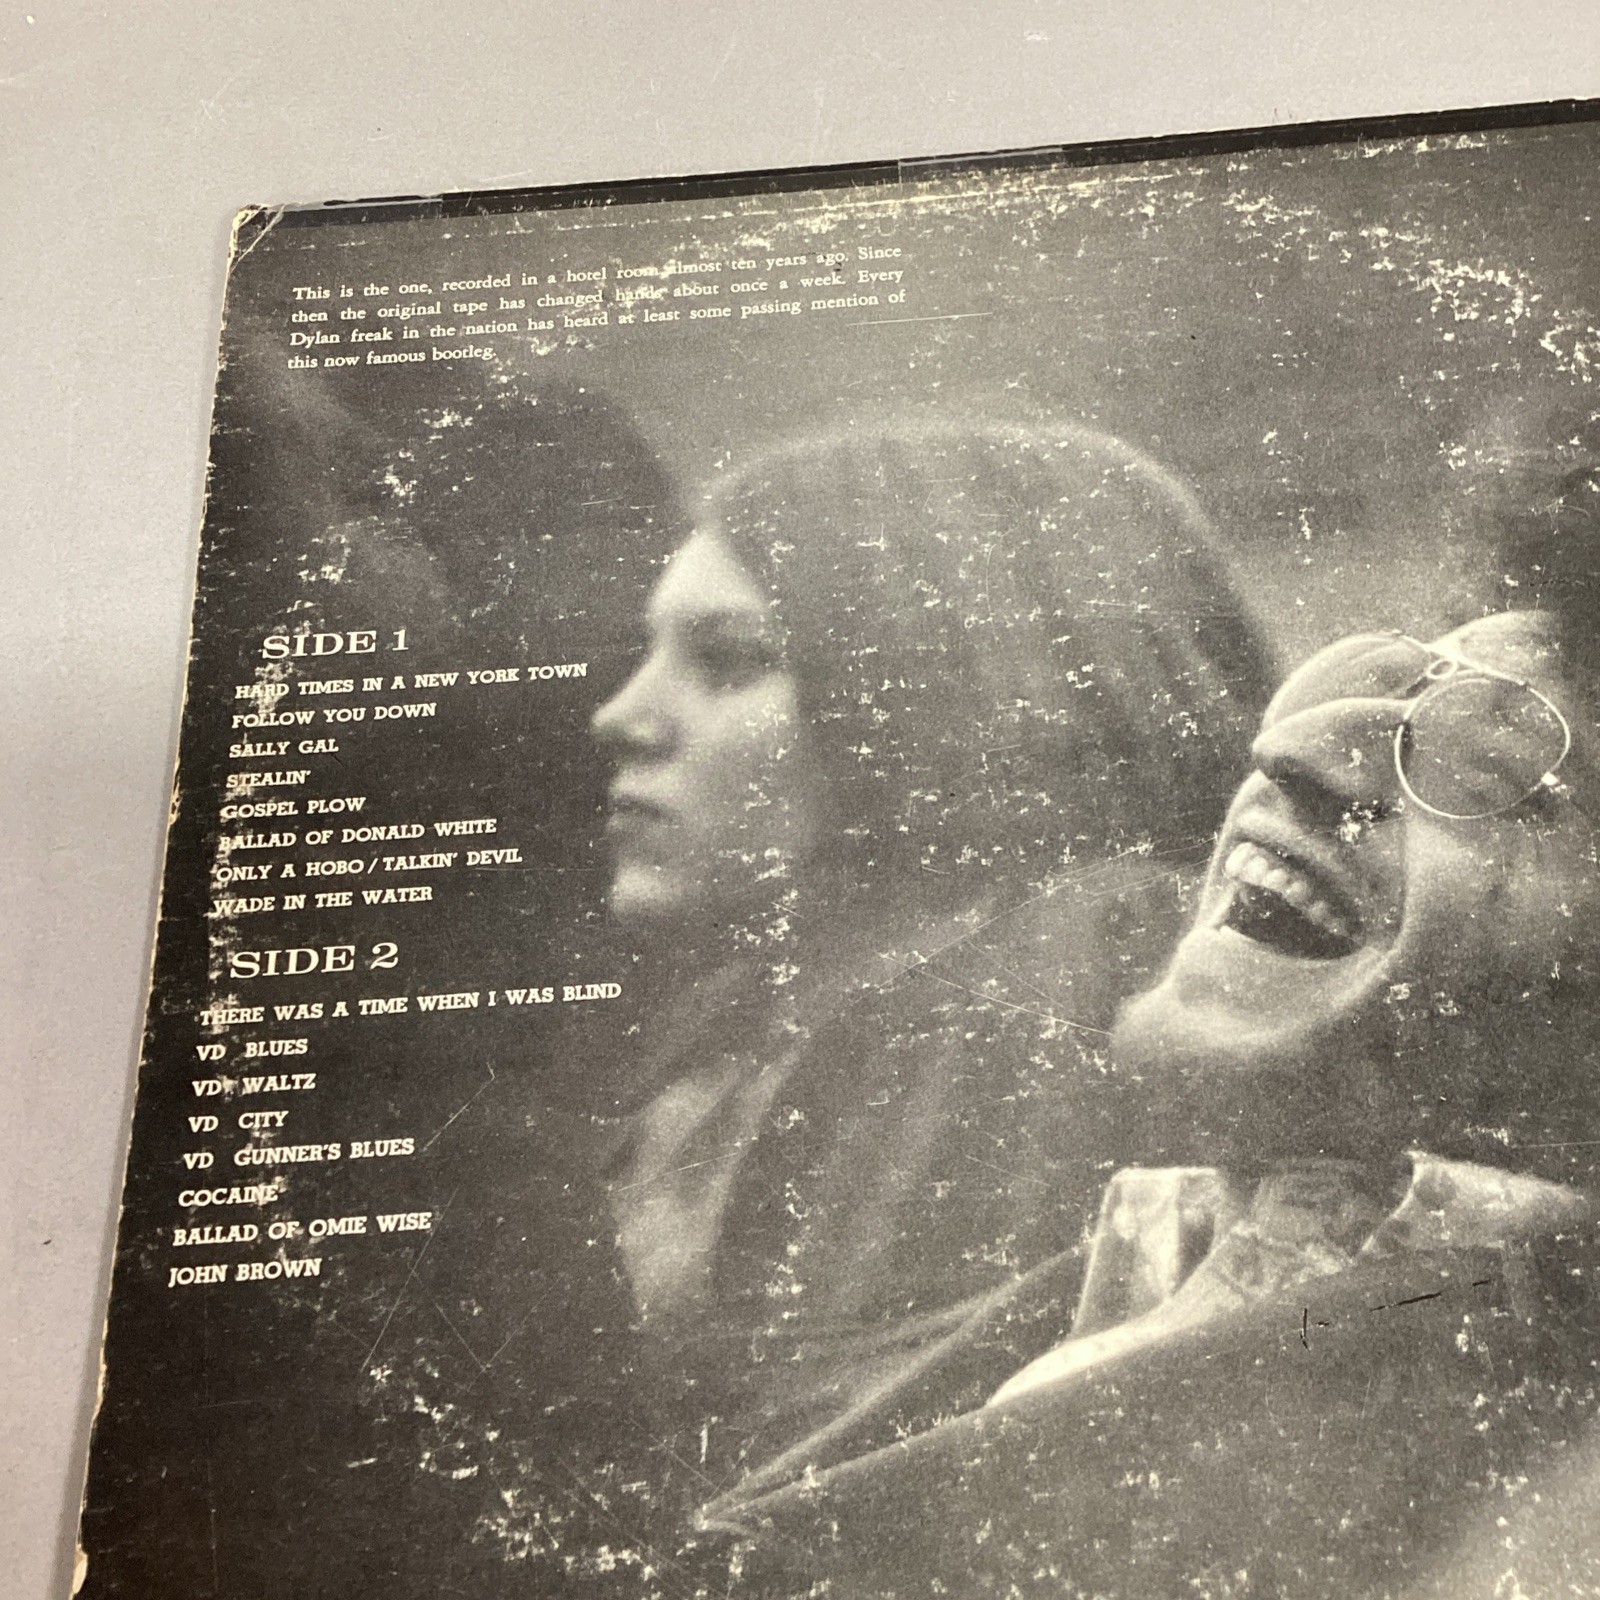 This is the one, recorded in a hotel room almost ten years ago. Since
then the original tape has changed hands about once a week. Every
Dylan freak in the nation has heard at least some passing mention of
this now famous bootleg.
SIDE 1
HARD TIMES IN A NEW YORK TOWN
FOLLOW YOU DOWN
SALLY GAL
STEALIN'
GOSPEL PLOW
BALLAD OF DONALD WHITE
ONLY A HOBO / TALKIN' DEVIL
WADE IN THE WATER
SIDE 2
THERE WAS A TIME WHEN I WAS BLIND
VD BLUES
VD WALTZ
VD CITY
VD GUNNER'S BLUES
COCAINE
BALLAD OF OMIE WISE
JOHN BROWN